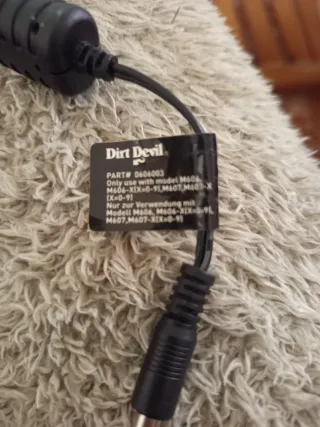 Dirt Devil
PART# 0606003
Only use with model M606,
M606-X(X=0-9),M607,M607-X
(X=0-9)
Nur zur Verwendung mit
Modell M606, M606-X(X=0-9),
M607,M607-X(X=0-9)